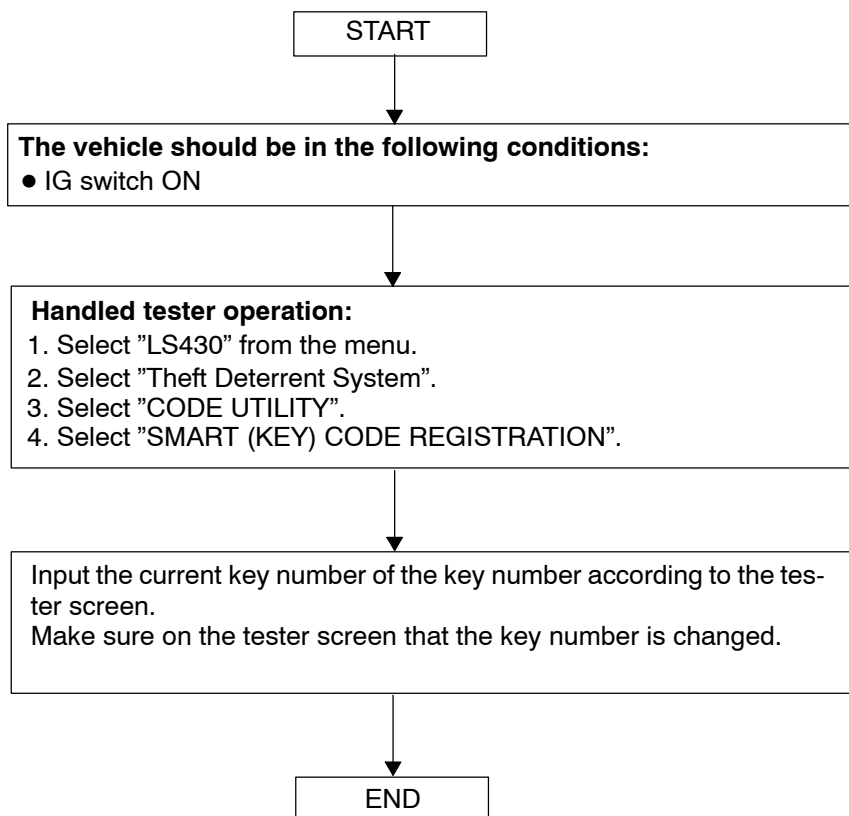 START
The vehicle should be in the following conditions:
● IG switch ON
Handled tester operation:
1. Select ”LS430” from the menu.
2. Select ”Theft Deterrent System”.
3. Select ”CODE UTILITY”.
4. Select ”SMART (KEY) CODE REGISTRATION”.
Input the current key number of the key number according to the tes-
ter screen.
Make sure on the tester screen that the key number is changed.
END